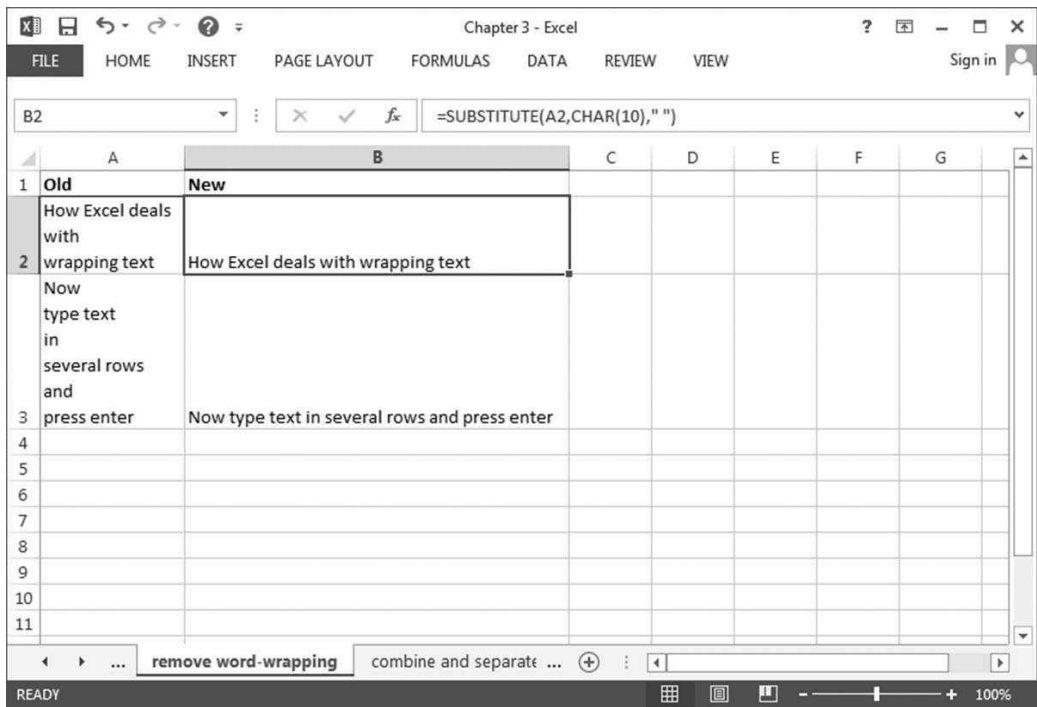 Chapter 3 - Excel
?
FILE HOME INSERT PAGE LAYOUT FORMULAS DATA REVIEW VIEW Sign in
B2 fx =SUBSTITUTE(A2,CHAR(10)," ")
A B C D E F G
1 Old New
How Excel deals
with
2 wrapping text How Excel deals with wrapping text
Now
type text
in
several rows
and
3 press enter Now type text in several rows and press enter
4
5
6
7
8
9
10
11
... remove word-wrapping combine and separate ...
READY 100%